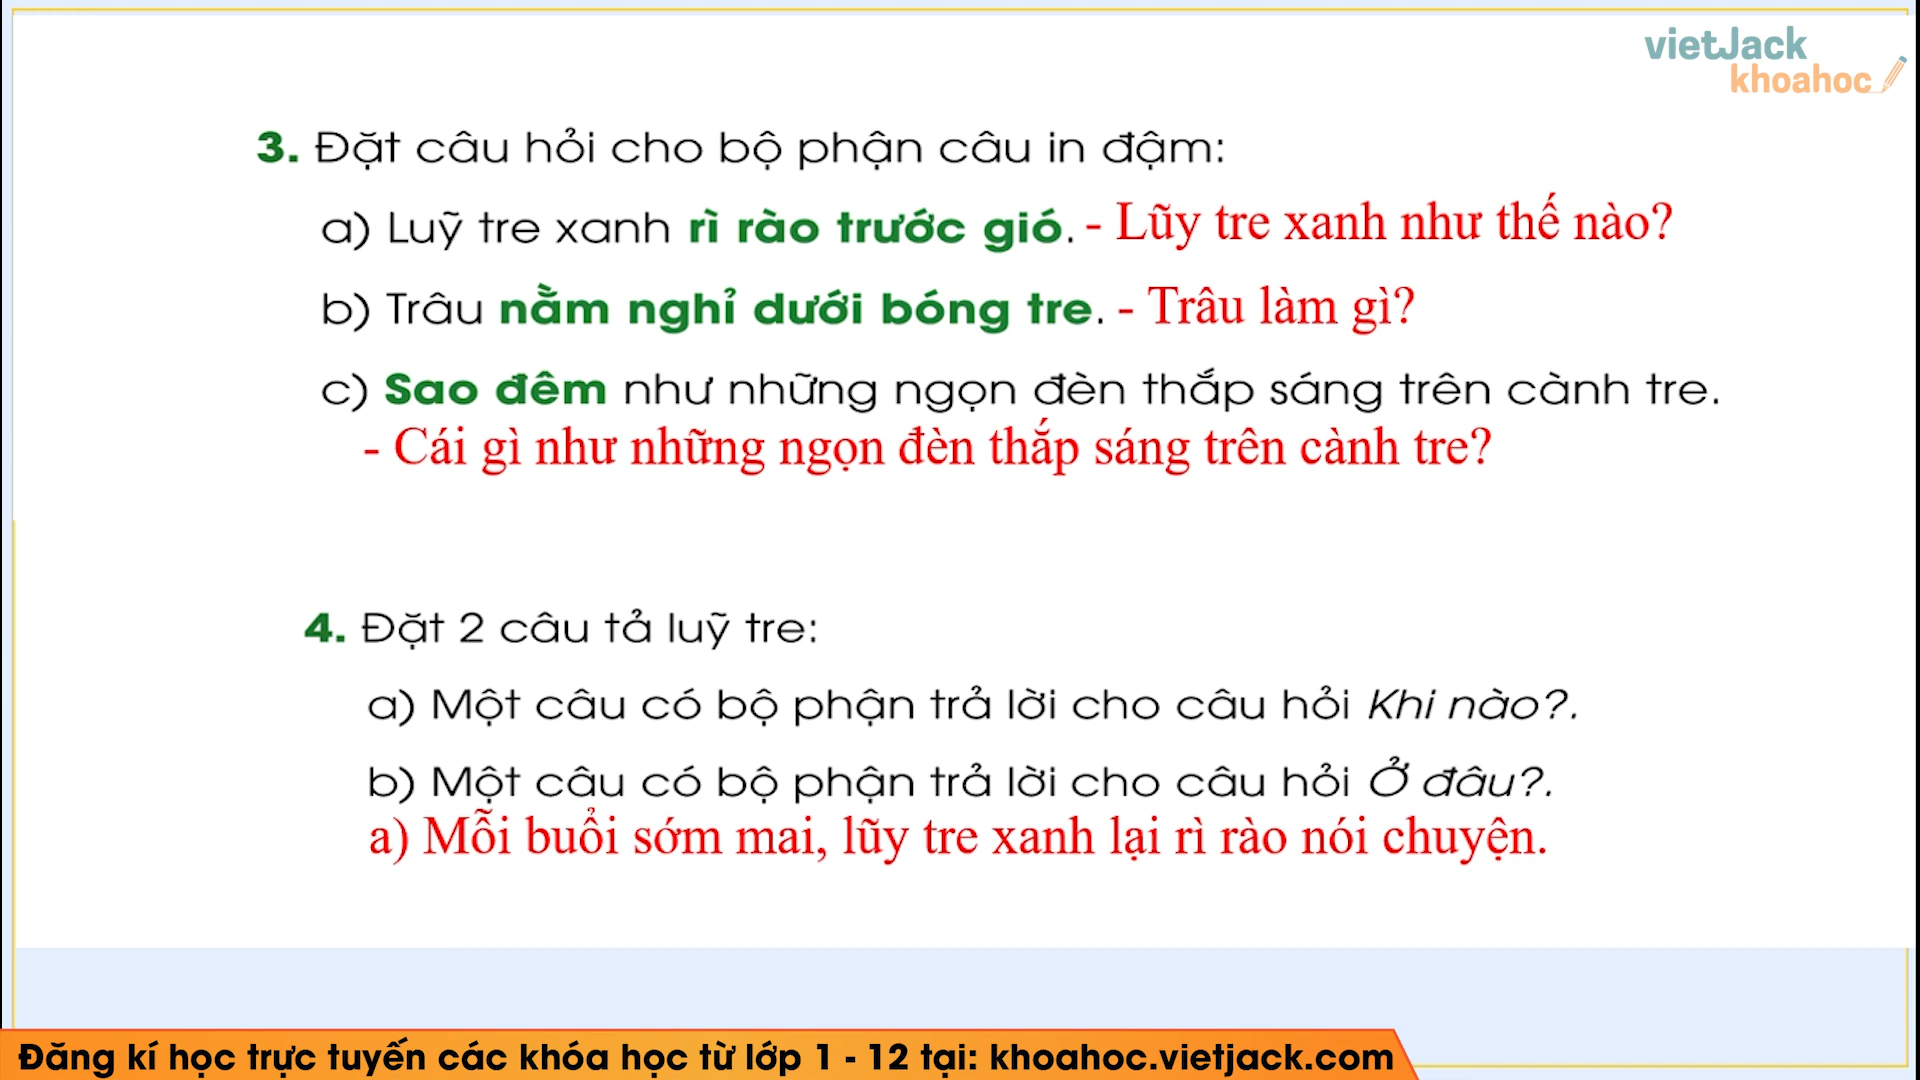 vietJack
khoahoc
3. Đặt câu hỏi cho bộ phận câu in đậm:
a) Luỹ tre xanh rì rào trước gió. - Lũy tre xanh như thế nào?
b) Trâu nằm nghỉ dưới bóng tre. - Trâu làm gì?
c) Sao đêm như những ngọn đèn thắp sáng trên cành tre.
- Cái gì như những ngọn đèn thắp sáng trên cành tre?
4. Đặt 2 câu tả luỹ tre:
a) Một câu có bộ phận trả lời cho câu hỏi Khi nào?.
b) Một câu có bộ phận trả lời cho câu hỏi Ở đâu?.
a) Mỗi buổi sớm mai, lũy tre xanh lại rì rào nói chuyện.
Đăng kí học trực tuyến các khóa học từ lớp 1 - 12 tại: khoahoc.vietjack.com